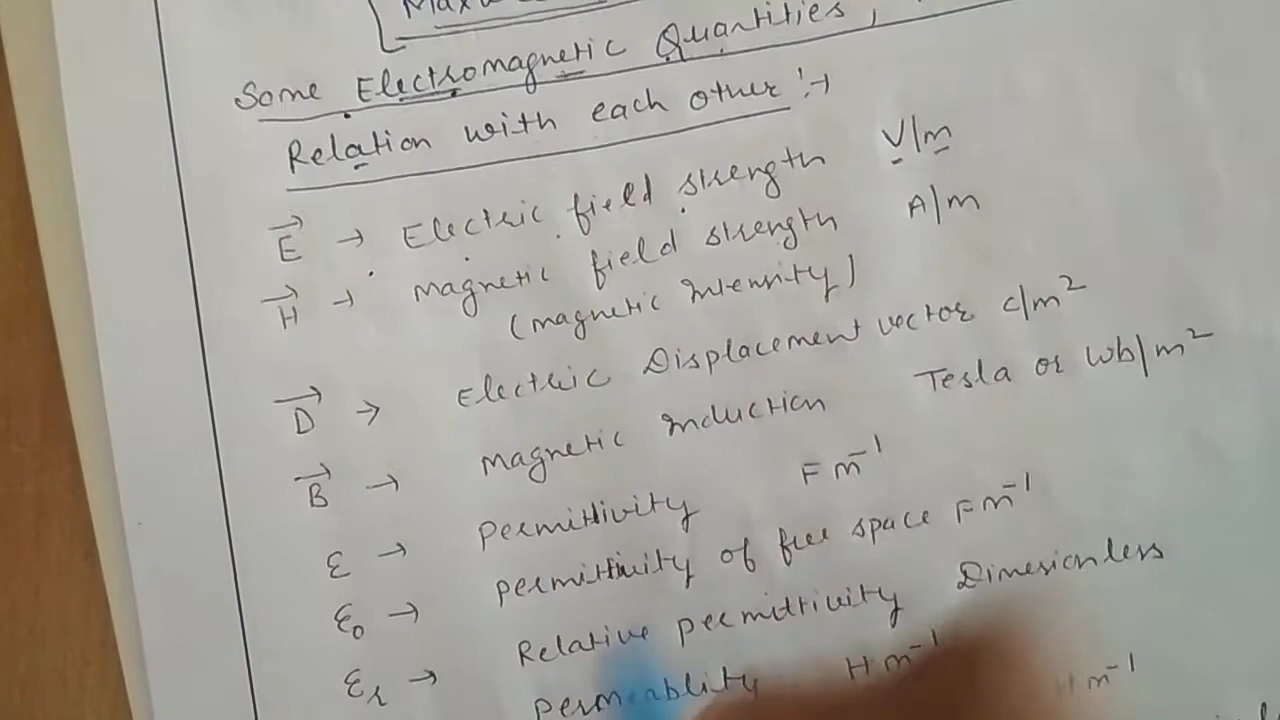 Some Electromagnetic Quantities,
Relation with each other :→
E → Electric field strength V/m
H → magnetic field strength A/m
(magnetic Intensity)
D → Electric Displacement vector c/m²
B → magnetic Induction Tesla or Wb/m²
ε → permittivity Fm⁻¹
ε₀ → permittivity of free space Fm⁻¹
εr → Relative permittivity Dimesionless
permeablity Hm⁻¹
m⁻¹